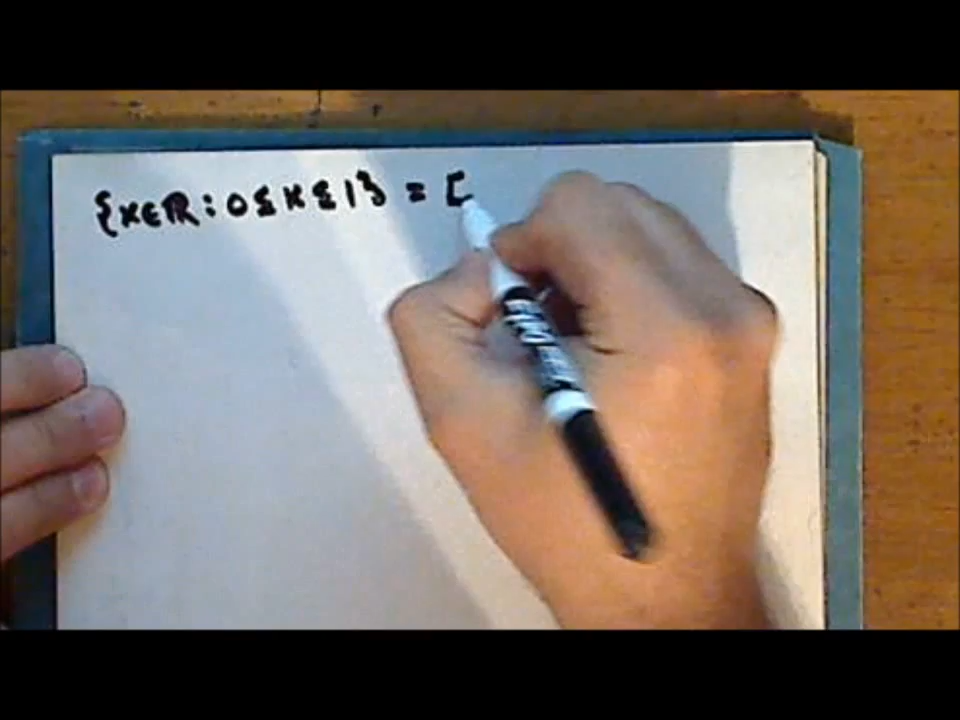 {x∈ℝ : 0 ≤ x ≤ 1} = [